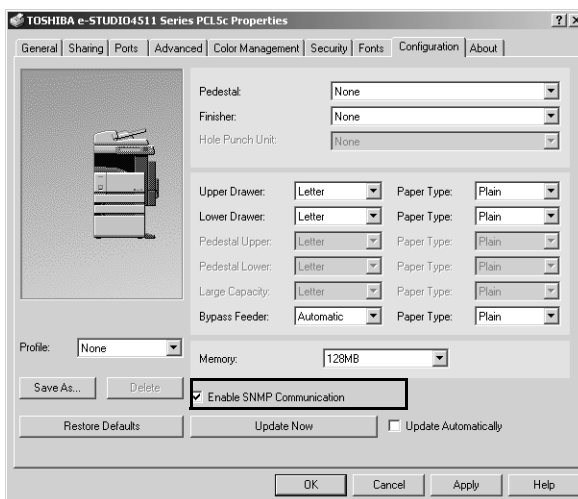 TOSHIBA e-STUDIO4511 Series PCL5c Properties
General Sharing Ports Advanced Color Management Security Fonts Configuration About
Pedestal: None
Finisher: None
Hole Punch Unit: None
Upper Drawer: Letter Paper Type: Plain
Lower Drawer: Letter Paper Type: Plain
Pedestal Upper: Letter Paper Type: Plain
Pedestal Lower: Letter Paper Type: Plain
Large Capacity: Letter Paper Type: Plain
Bypass Feeder: Automatic Paper Type: Plain
Profile: None
Memory: 128MB
Save As... Delete
Enable SNMP Communication
Restore Defaults Update Now Update Automatically
OK Cancel Apply Help